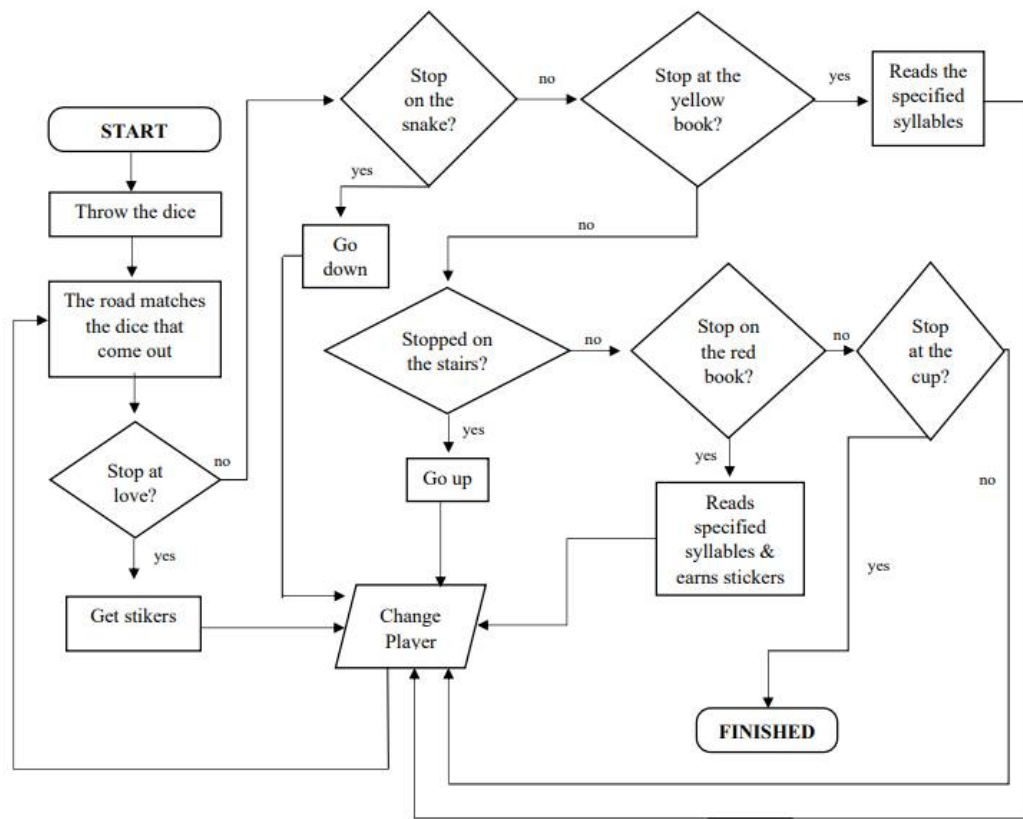 START
Throw the dice
The road matches
the dice that
come out
Stop at
love?
no
yes
Get stikers
Stop
on the
snake?
no
yes
Go
down
Stop at the
yellow
book?
yes
no
Reads the
specified
syllables
Stopped on
the stairs?
no
yes
Go up
Stop on
the red
book?
no
yes
Reads
specified
syllables &
earns stickers
Stop
at the
cup?
no
yes
Change
Player
FINISHED